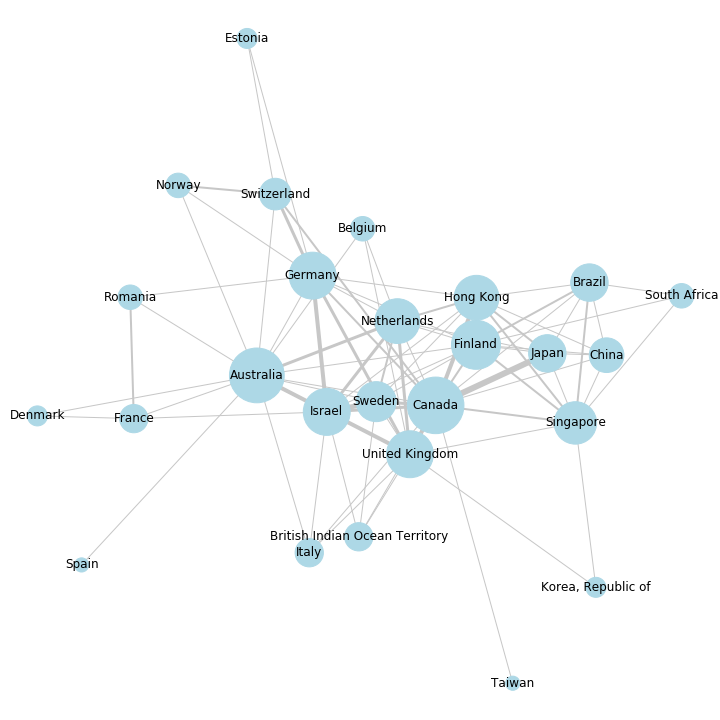 Estonia
Norway
Switzerland
Belgium
Germany
Romania
Hong Kong
Brazil
South Africa
Netherlands
Finland
Japan
China
Australia
Sweden
Canada
Israel
Denmark
France
Singapore
United Kingdom
British Indian Ocean Territory
Italy
Spain
Korea, Republic of
Taiwan